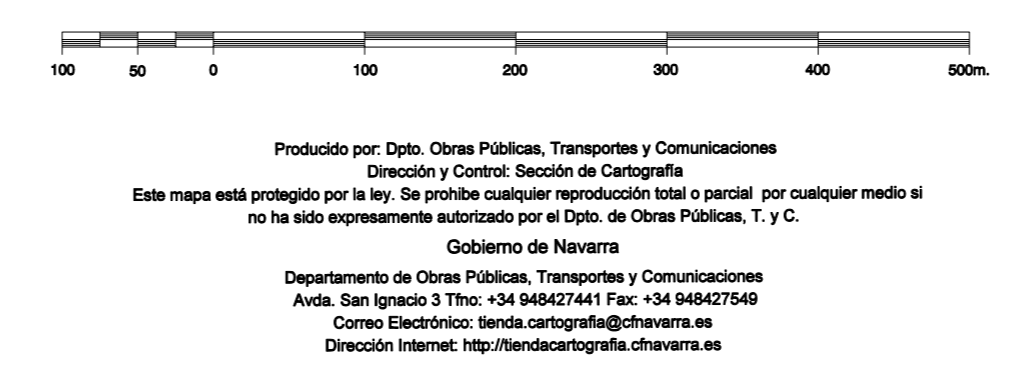 100 50 0 100 200 300 400 500m.
Producido por: Dpto. Obras Públicas, Transportes y Comunicaciones
Dirección y Control: Sección de Cartografía
Este mapa está protegido por la ley. Se prohibe cualquier reproducción total o parcial por cualquier medio si
no ha sido expresamente autorizado por el Dpto. de Obras Públicas, T. y C.
Gobierno de Navarra
Departamento de Obras Públicas, Transportes y Comunicaciones
Avda. San Ignacio 3 Tfno: +34 948427441 Fax: +34 948427549
Correo Electrónico: tienda.cartografia@cfnavarra.es
Dirección Internet: http://tiendacartografia.cfnavarra.es